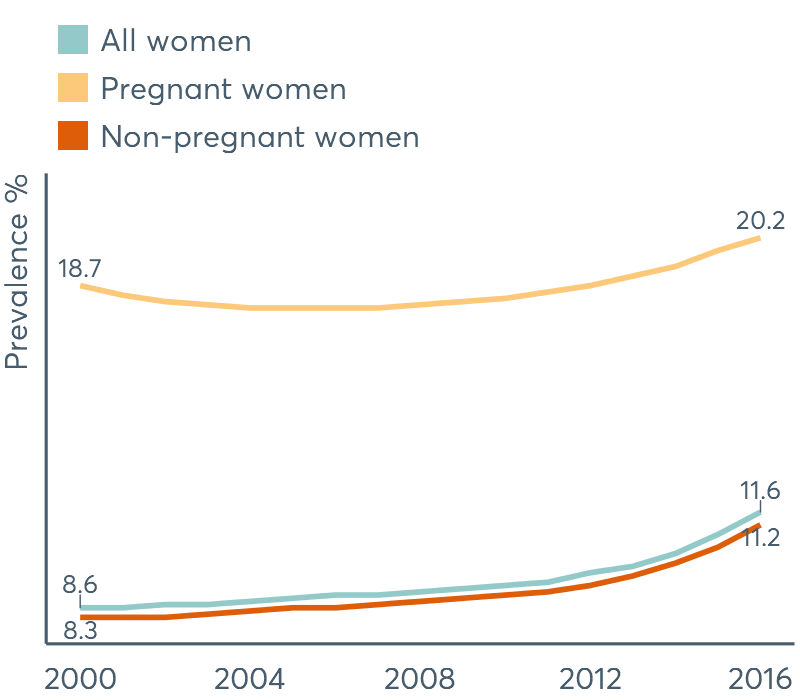 All women
Pregnant women
Non-pregnant women
Prevalence %
20.2
18.7
11.6
11.2
8.6
8.3
2000 2004 2008 2012 2016